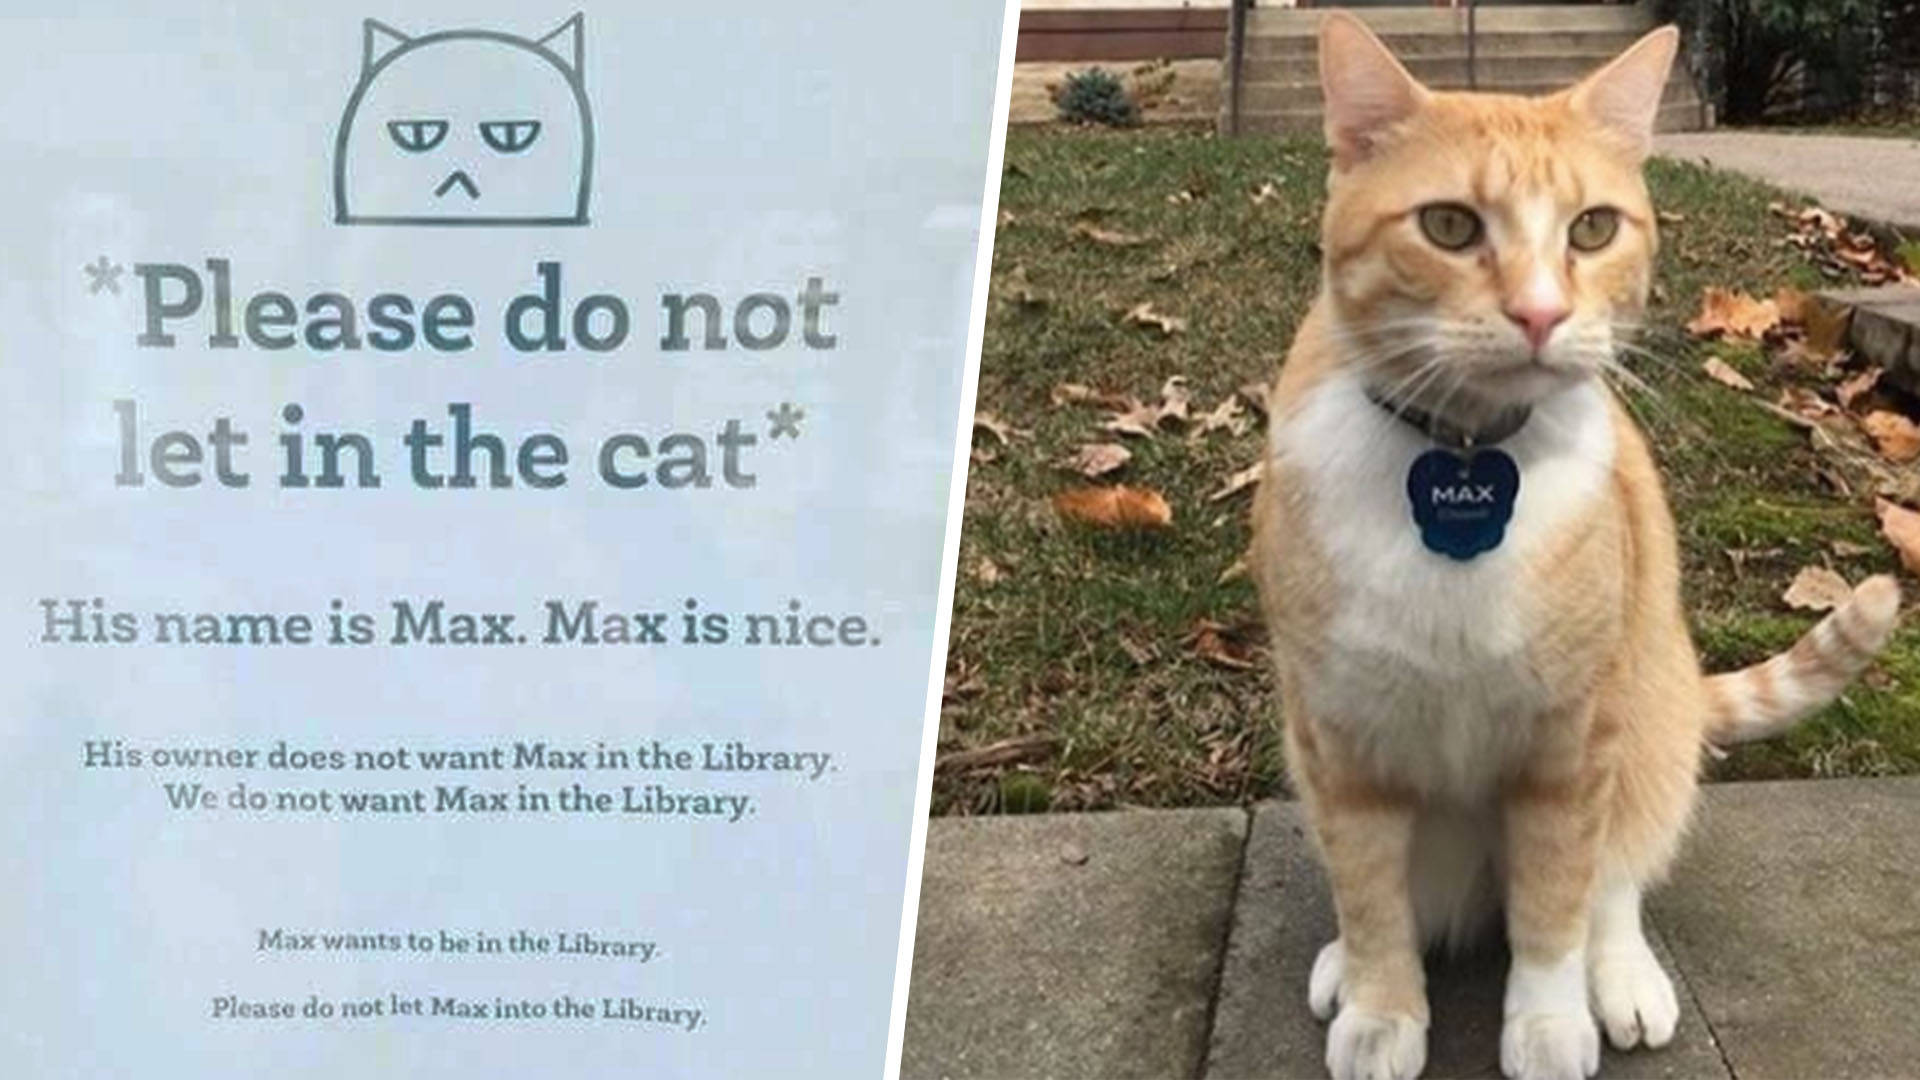 *Please do not
let in the cat*
His name is Max. Max is nice.
His owner does not want Max in the Library.
We do not want Max in the Library.
Max wants to be in the Library.
Please do not let Max into the Library.
MAX